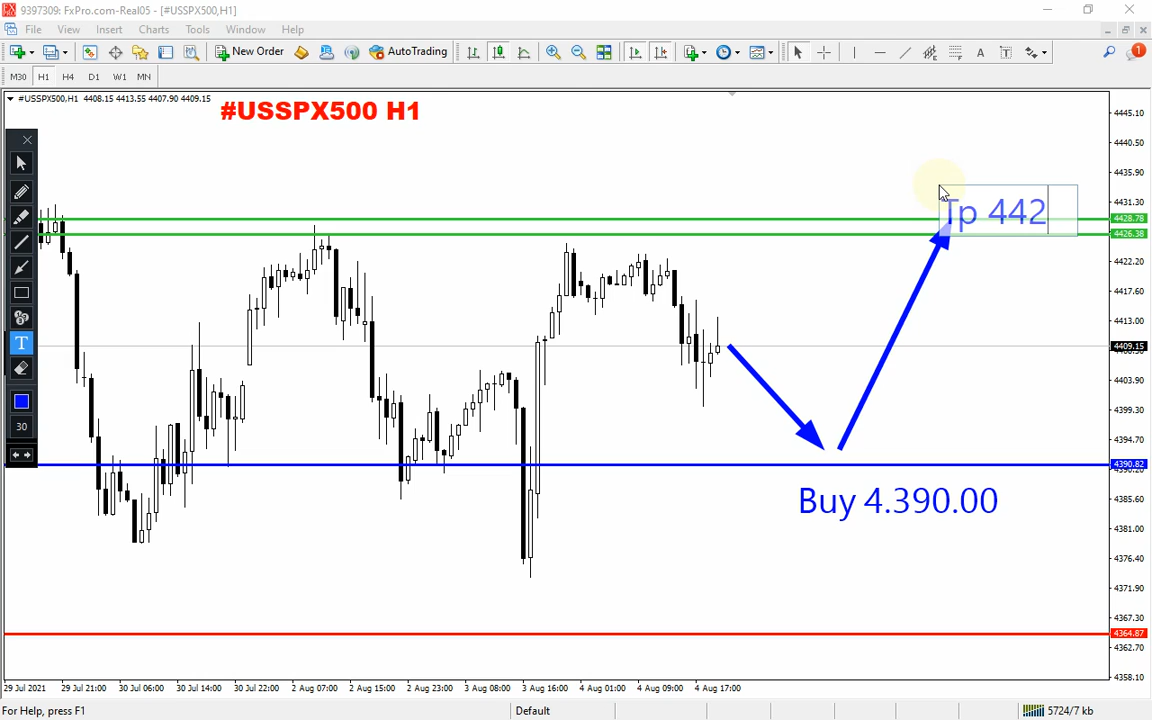 9397309: FxPro.com-Real05 - [#USSPX500,H1]
File View Insert Charts Tools Window Help
New Order AutoTrading A T 1
M30 H1 H4 D1 W1 MN
#USSPX500,H1 4408.15 4413.55 4407.90 4409.15
#USSPX500 H1
4445.10
4440.50
4435.90
4431.30
4428.78
4426.38
4422.20
4417.60
4413.00
4409.15
4403.90
4399.30
4394.70
4390.82
4385.60
4381.00
4376.40
4371.90
4367.30
4364.87
4362.70
4358.10
T
30
Tp 442
Buy 4.390.00
29 Jul 2021 29 Jul 21:00 30 Jul 06:00 30 Jul 14:00 30 Jul 22:00 2 Aug 07:00 2 Aug 15:00 2 Aug 23:00 3 Aug 08:00 3 Aug 16:00 4 Aug 01:00 4 Aug 09:00 4 Aug 17:00
For Help, press F1 Default 5724/7 kb